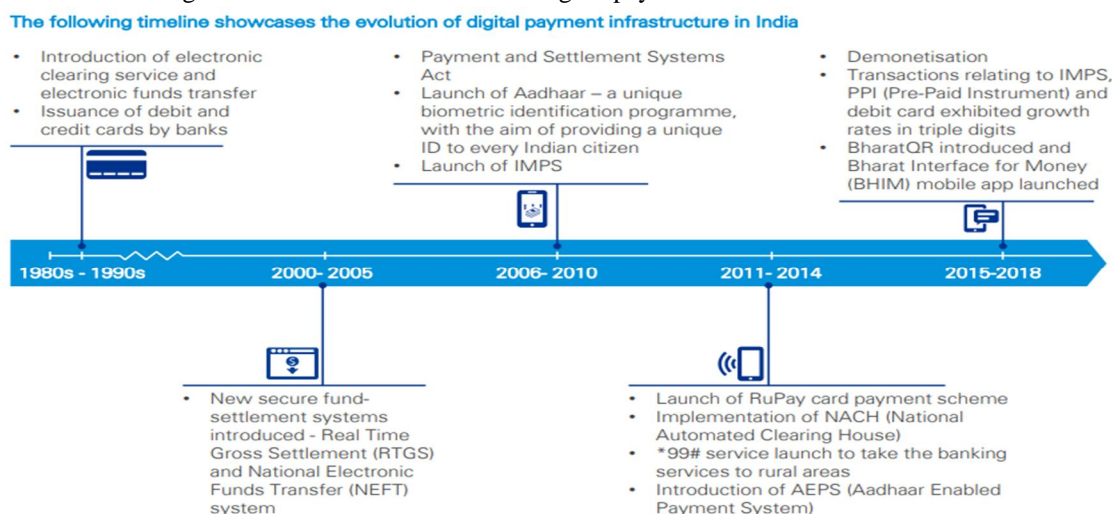 The following timeline showcases the evolution of digital payment infrastructure in India
• Introduction of electronic
clearing service and
electronic funds transfer
• Issuance of debit and
credit cards by banks
• Payment and Settlement Systems
Act
• Launch of Aadhaar – a unique
biometric identification programme,
with the aim of providing a unique
ID to every Indian citizen
• Launch of IMPS
• Demonetisation
• Transactions relating to IMPS,
PPI (Pre-Paid Instrument) and
debit card exhibited growth
rates in triple digits
• BharatQR introduced and
Bharat Interface for Money
(BHIM) mobile app launched
1980s - 1990s
2000- 2005
2006- 2010
2011- 2014
2015-2018
• New secure fund-
settlement systems
introduced - Real Time
Gross Settlement (RTGS)
and National Electronic
Funds Transfer (NEFT)
system
• Launch of RuPay card payment scheme
• Implementation of NACH (National
Automated Clearing House)
• *99# service launch to take the banking
services to rural areas
• Introduction of AEPS (Aadhaar Enabled
Payment System)